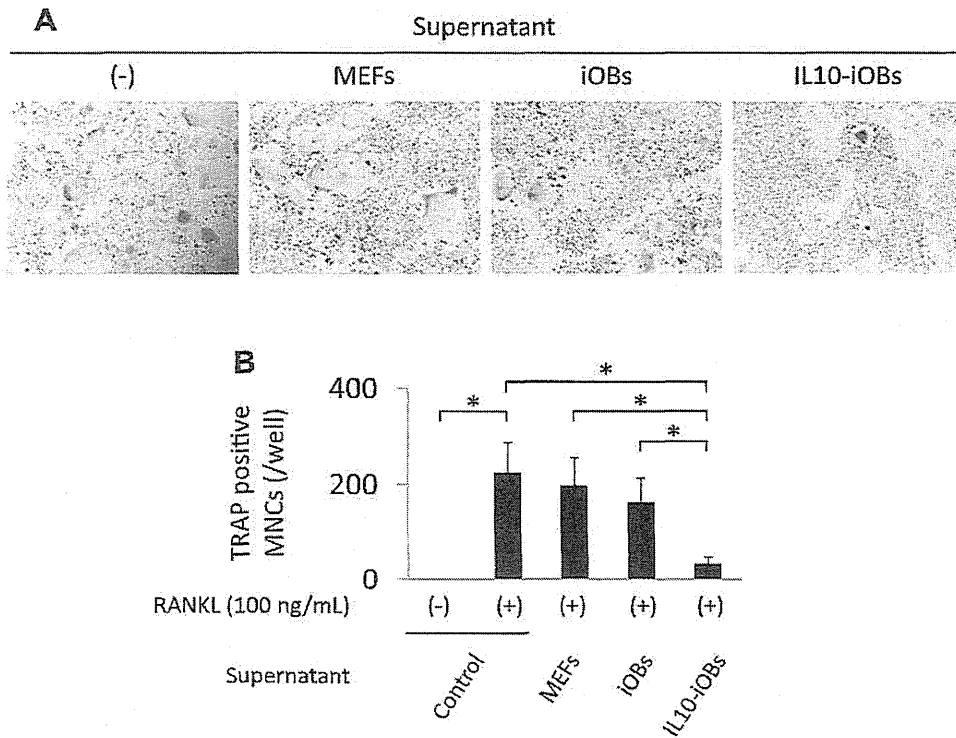 A
Supernatant
(-) MEFs iOBs IL10-iOBs
B
TRAP positive
MNCs (/well)
400
200
0
* * * *
RANKL (100 ng/mL) (-) (+) (+) (+) (+)
Supernatant Control MEFs iOBs IL10-iOBs